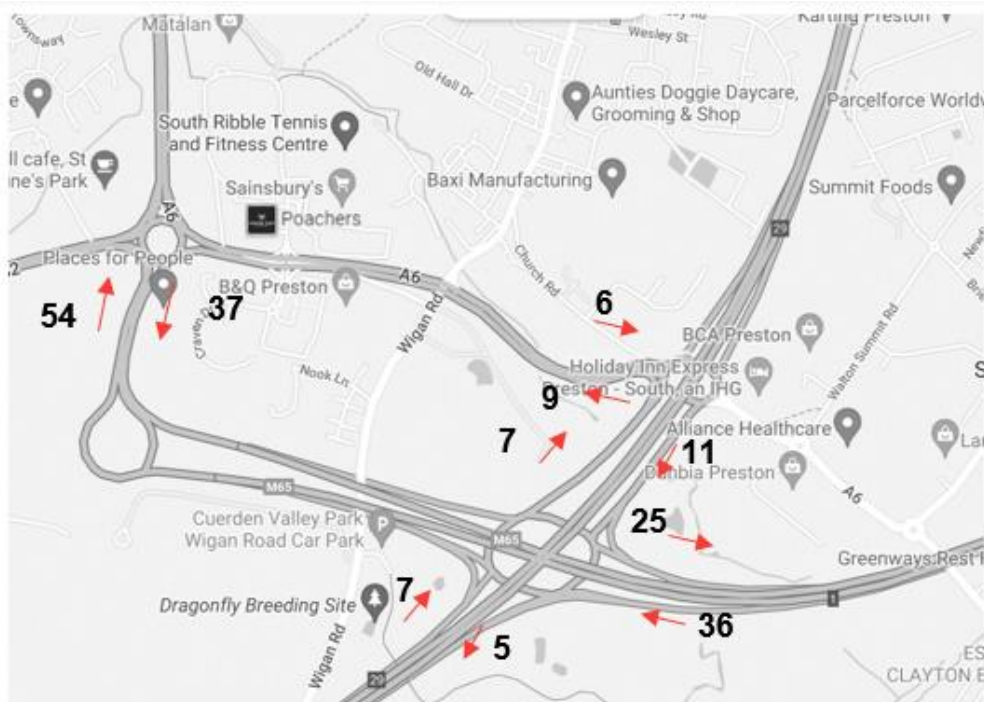 Matalan
Karting Preston
Wesley St
Old Hall Dr
Aunties Doggie Daycare,
Grooming & Shop
South Ribble Tennis
and Fitness Centre
ll cafe, St
ne's Park
Baxi Manufacturing
Summit Foods
Sainsbury's
Poachers
A6
29
Places for People
B&Q Preston
A6
Church Rd
Wigan Rd
54
37
6
BCA Preston
Walton Summit Rd
Nook Ln
Holiday Inn Express
Preston - South, an IHG
9
7
Alliance Healthcare
11
Danbia Preston
A6
M65
Cuerden Valley Park
Wigan Road Car Park
M65
25
Greenways Rest
Dragonfly Breeding Site
7
1
36
5
Wigan Rd
29
CLAYTON